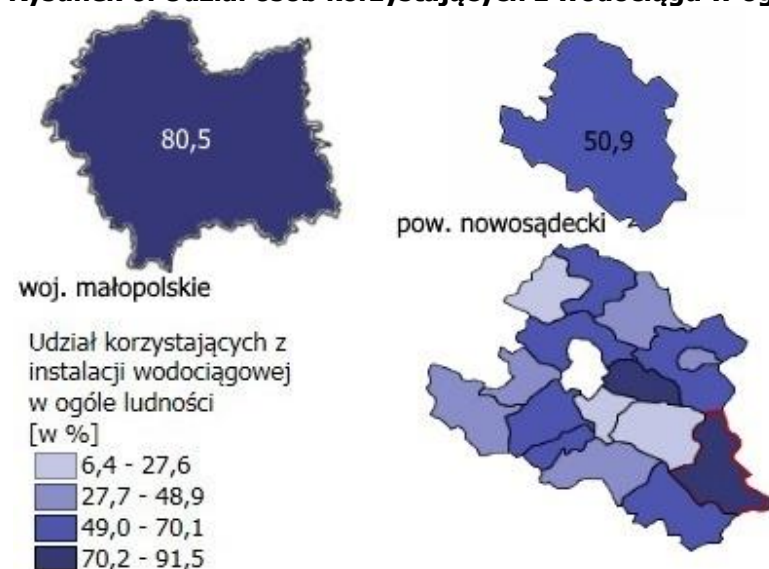 80,5
50,9
pow. nowosądecki
woj. małopolskie
Udział korzystających z
instalacji wodociągowej
w ogóle ludności
[w %]
6,4 - 27,6
27,7 - 48,9
49,0 - 70,1
70,2 - 91,5